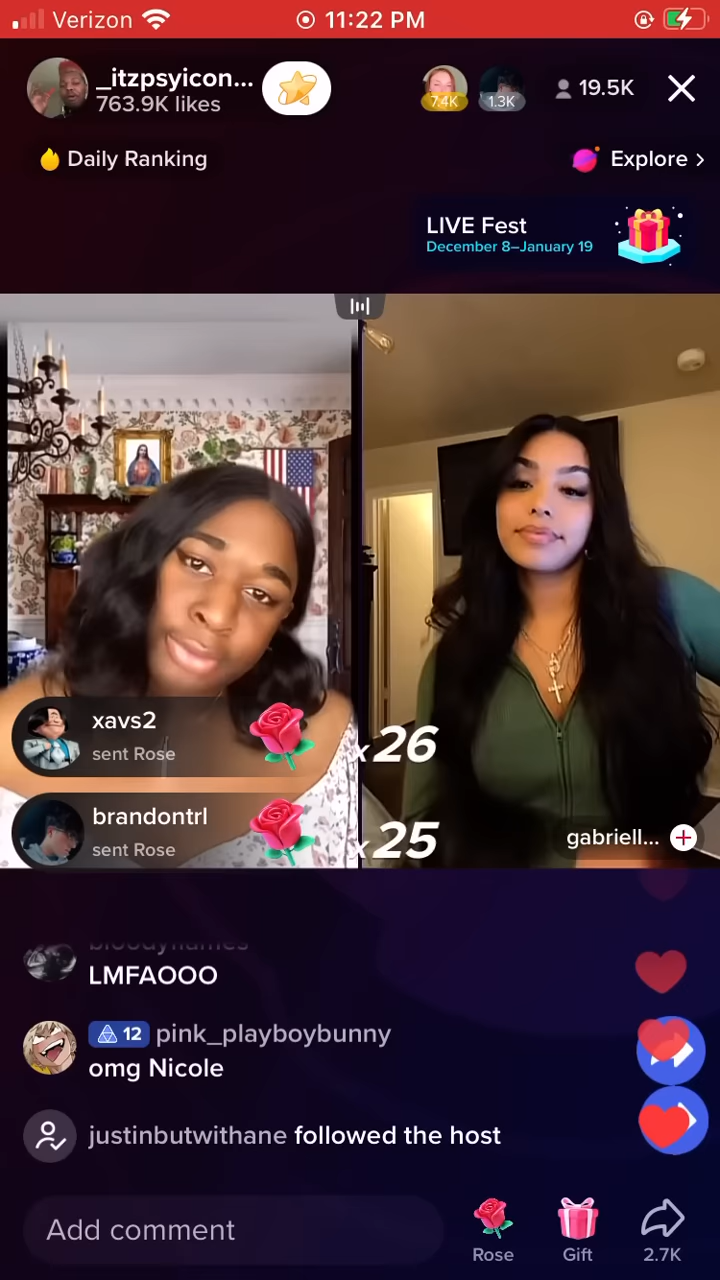 Verizon 11:22 PM
_itzpsyicon...
763.9K likes
7.4K 1.3K 19.5K
Daily Ranking
Explore >
LIVE Fest
December 8–January 19
xavs2
sent Rose
x26
brandontrl
sent Rose
x25
gabriell...
bloodyflames
LMFAOOO
12 pink_playboybunny
omg Nicole
justinbutwithane followed the host
Add comment
Rose
Gift
2.7K